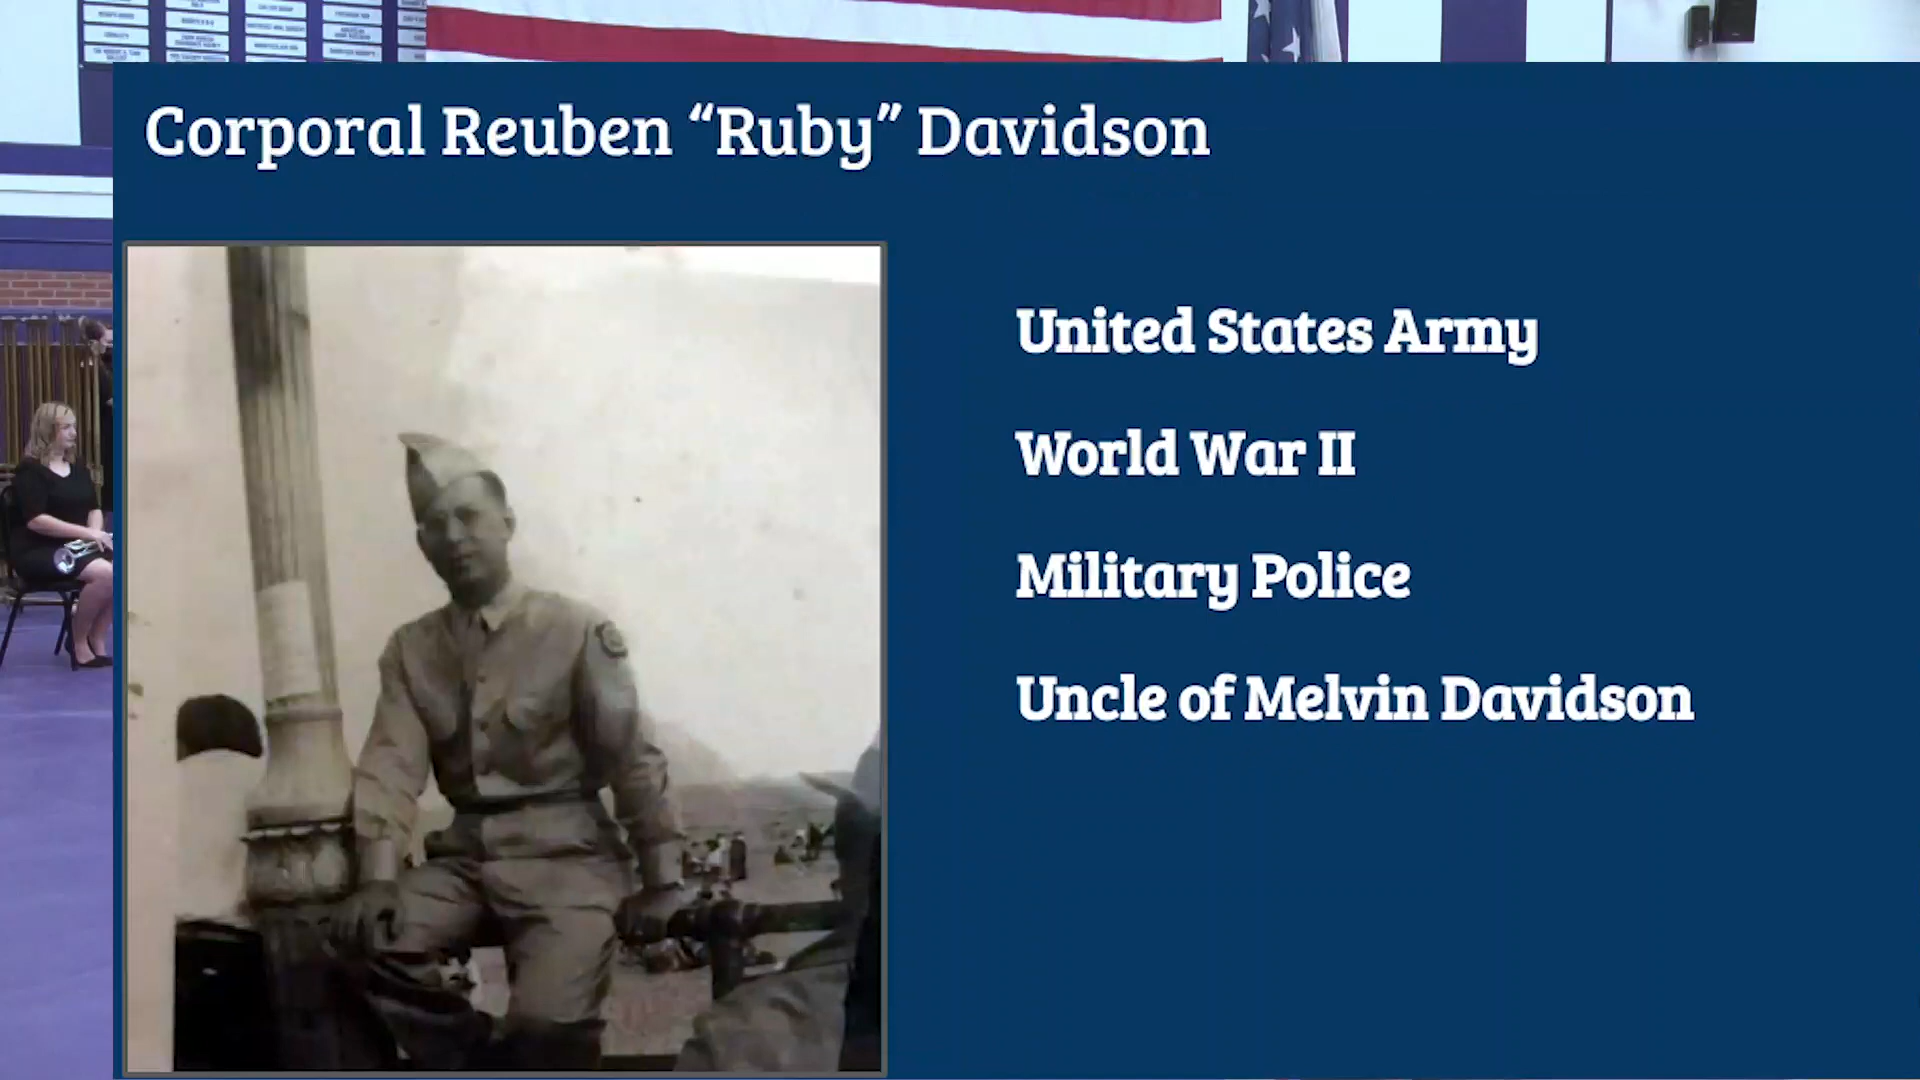 Corporal Reuben “Ruby” Davidson
United States Army
World War II
Military Police
Uncle of Melvin Davidson